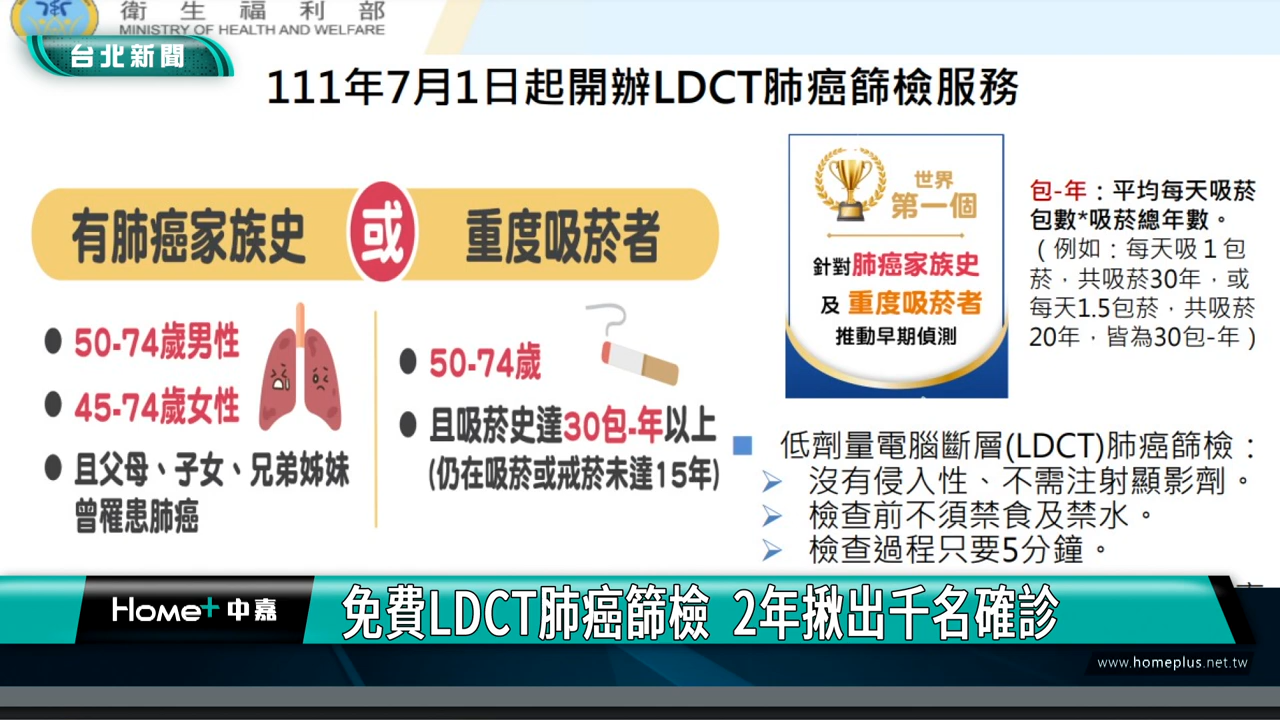 衛生福利部
MINISTRY OF HEALTH AND WELFARE
台北新聞
111年7月1日起開辦LDCT肺癌篩檢服務
有肺癌家族史
或
重度吸菸者
50-74歲男性
45-74歲女性
且父母、子女、兄弟姊妹
曾罹患肺癌
50-74歲
且吸菸史達30包-年以上
(仍在吸菸或戒菸未達15年)
世界
第一個
針對肺癌家族史
及 重度吸菸者
推動早期偵測
包-年：平均每天吸菸
包數*吸菸總年數。
（例如：每天吸１包
菸，共吸菸30年，或
每天1.5包菸，共吸菸
20年，皆為30包-年）
低劑量電腦斷層(LDCT)肺癌篩檢：
沒有侵入性、不需注射顯影劑。
檢查前不須禁食及禁水。
檢查過程只要5分鐘。
Home+ 中嘉
免費LDCT肺癌篩檢 2年揪出千名確診
www.homeplus.net.tw